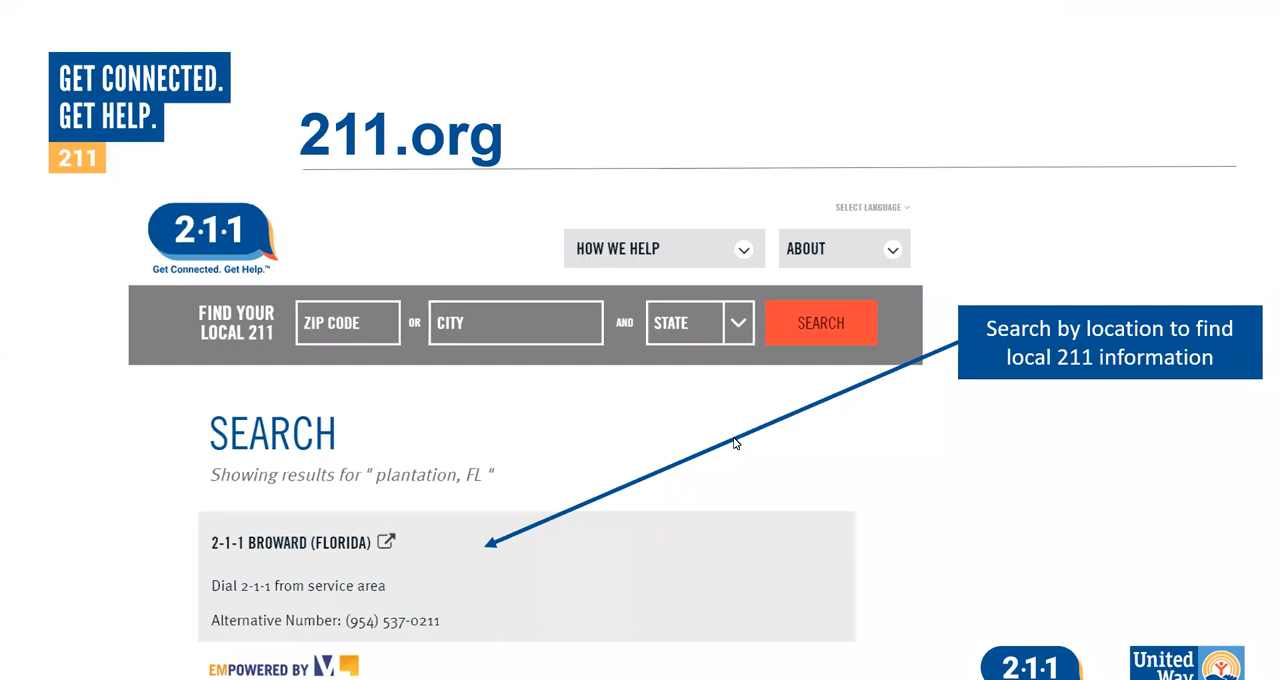 GET CONNECTED.
GET HELP.
211
211.org
SELECT LANGUAGE
2·1·1
Get Connected. Get Help.™
HOW WE HELP
ABOUT
FIND YOUR
LOCAL 211
ZIP CODE
OR
CITY
AND
STATE
SEARCH
Search by location to find
local 211 information
SEARCH
Showing results for " plantation, FL "
2-1-1 BROWARD (FLORIDA)
Dial 2-1-1 from service area
Alternative Number: (954) 537-0211
EMPOWERED BY
2·1·1
United
Way